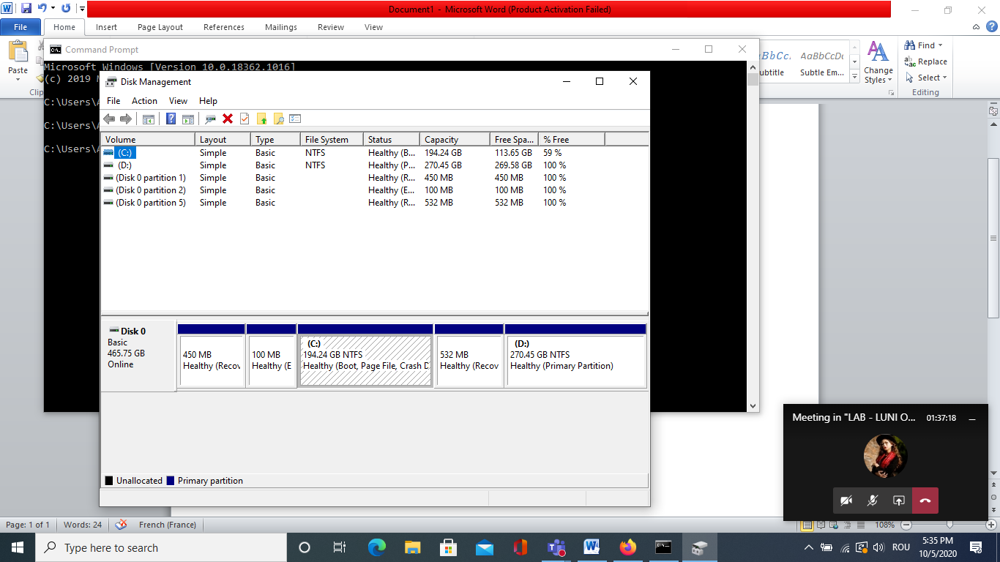 Document1 - Microsoft Word (Product Activation Failed)
File Home Insert Page Layout References Mailings Review View
Paste
Subtle Em...
Change Styles
Find
Replace
Select
Editing
Command Prompt
Microsoft Windows [Version 10.0.18362.1016]
(c) 2019
C:\Users\
C:\Users\
C:\Users\
Disk Management
File Action View Help
Volume Layout Type File System Status Capacity Free Spa... % Free
(C:) Simple Basic NTFS Healthy (B... 194.24 GB 113.65 GB 59 %
(D:) Simple Basic NTFS Healthy (P... 270.45 GB 269.58 GB 100 %
(Disk 0 partition 1) Simple Basic Healthy (R... 450 MB 450 MB 100 %
(Disk 0 partition 2) Simple Basic Healthy (E... 100 MB 100 MB 100 %
(Disk 0 partition 5) Simple Basic Healthy (R... 532 MB 532 MB 100 %
Disk 0
Basic
465.75 GB
Online
450 MB
Healthy (Recov
100 MB
Healthy (E
(C:)
194.24 GB NTFS
Healthy (Boot, Page File, Crash D
532 MB
Healthy (Recov
(D:)
270.45 GB NTFS
Healthy (Primary Partition)
Unallocated Primary partition
Meeting in "LAB - LUNI O... 01:37:18
Page: 1 of 1 Words: 24 French (France) 108%
Type here to search
ROU
5:35 PM
10/5/2020